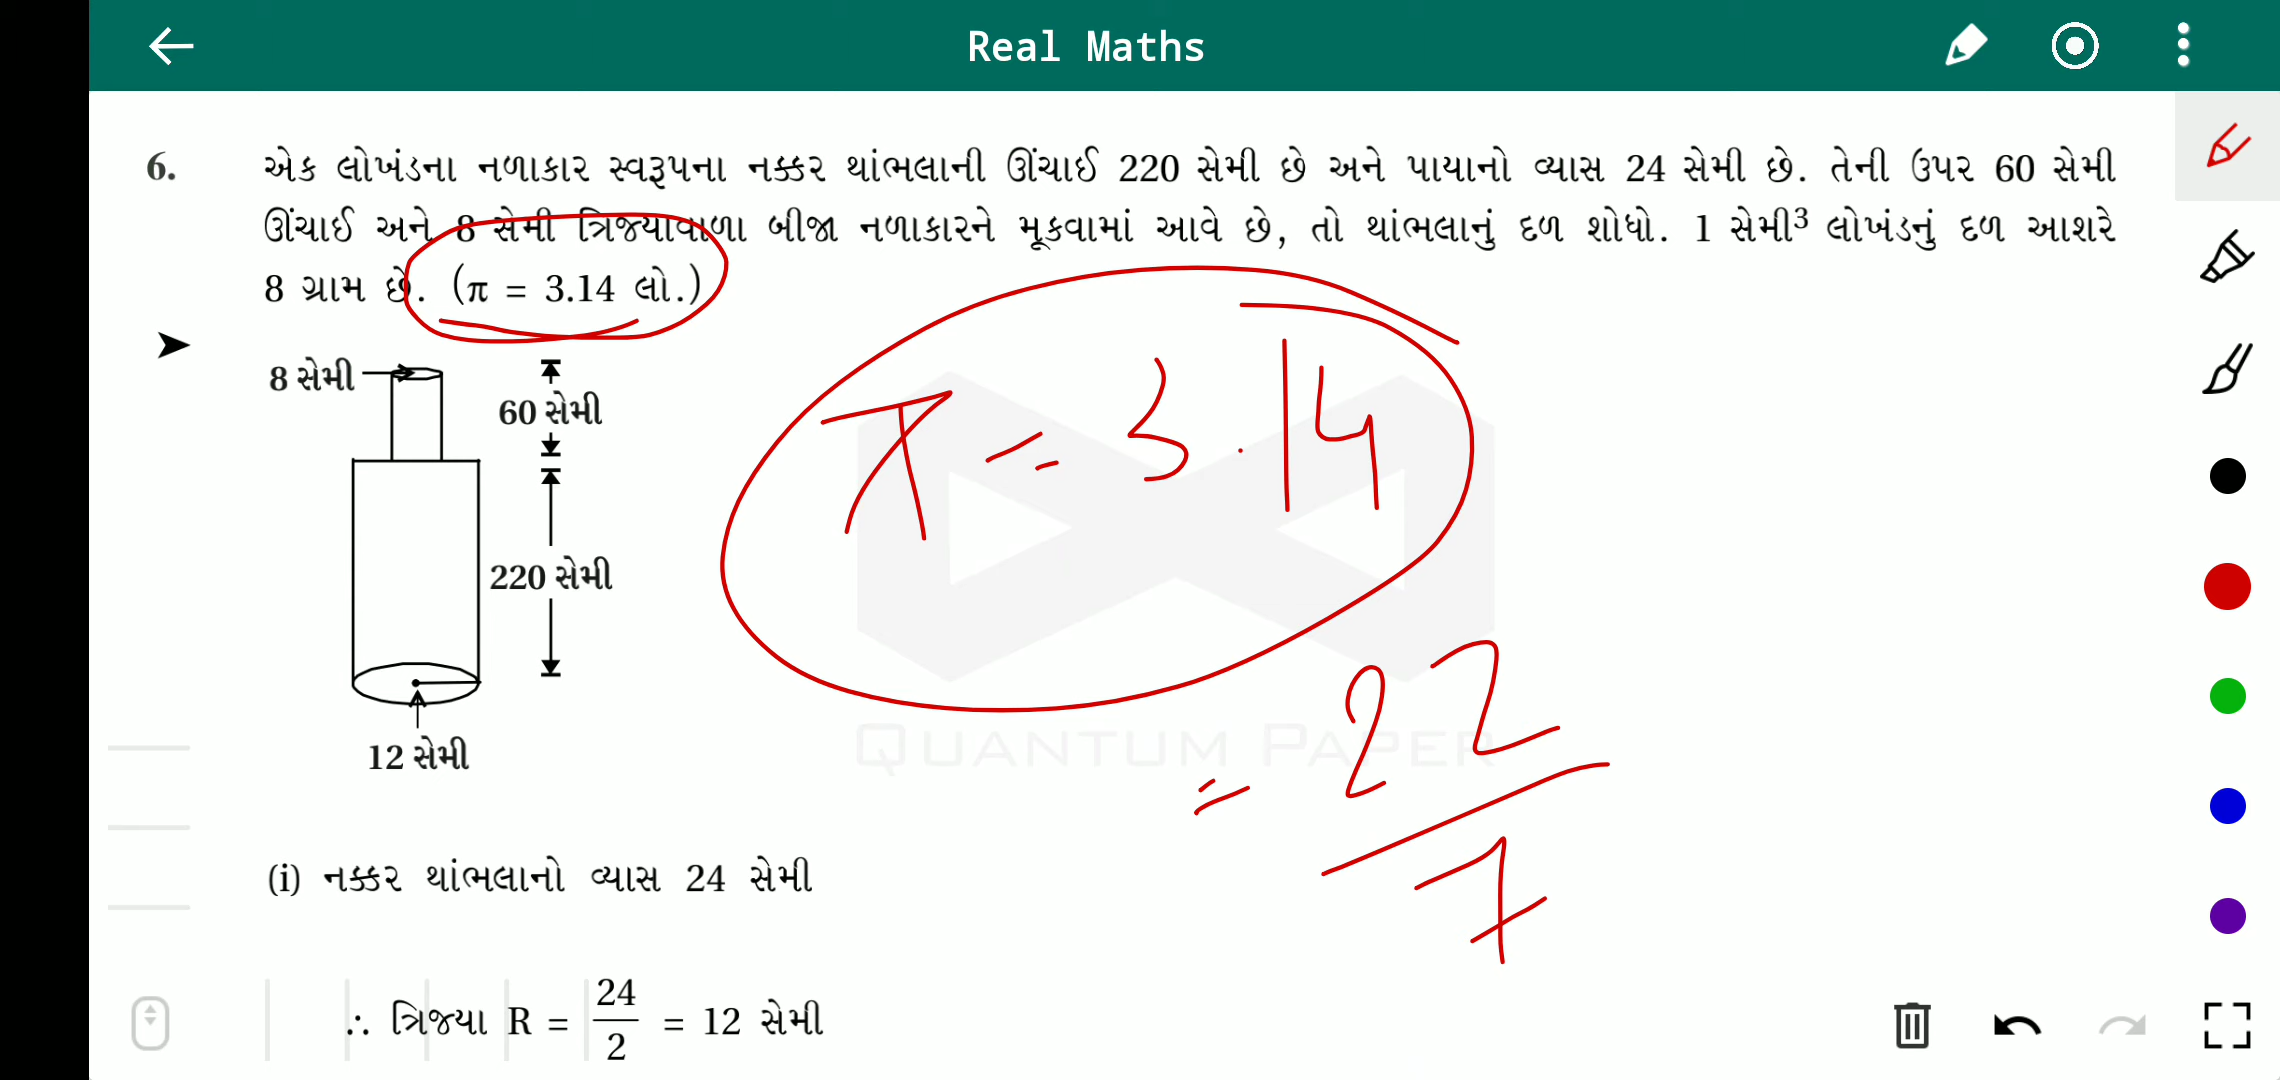 Real Maths
6. એક લોખંડના નળાકાર સ્વરૂપના નક્કર થાંભલાની ઊંચાઈ 220 સેમી છે અને પાયાનો વ્યાસ 24 સેમી છે. તેની ઉપર 60 સેમી
ઊંચાઈ અને 8 સેમી ત્રિજ્યાવાળા બીજા નળાકારને મૂકવામાં આવે છે, તો થાંભલાનું દળ શોધો. 1 સેમી³ લોખંડનું દળ આશરે
8 ગ્રામ છે. (π = 3.14 લો.)
8 સેમી
60 સેમી
π = 3.14
220 સેમી
12 સેમી
= 22/7
QUANTUM PAPER
(i) નક્કર થાંભલાનો વ્યાસ 24 સેમી
∴ ત્રિજ્યા R = 24/2 = 12 સેમી